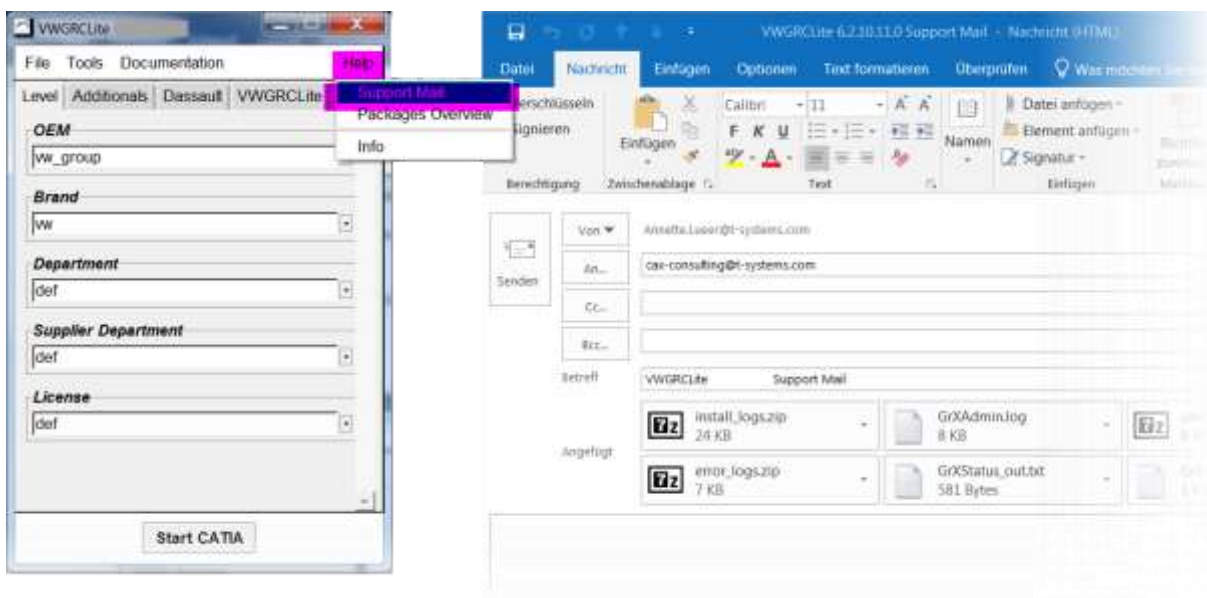 VWGRCLite
File Tools Documentation Help
Level Additionals Dassault VWGRCLite
Support Mail
Packages Overview
Info
OEM
vw_group
Brand
vw
Department
def
Supplier Department
def
License
def
Start CATIA
VWGRCLite 6.2.10.11.0 Support Mail - Nachricht (HTML)
Datei Nachricht Einfügen Optionen Text formatieren Überprüfen Was möchten
Calibri 11
F K U
Einfügen
Namen
Datei anfügen
Element anfügen
Signatur
Berechtigung Zwischenablage Text Einfügen
Von Annette.Lueer@t-systems.com
Senden
An... cax-consulting@t-systems.com
Cc...
Bcc...
Betreff VWGRCLite Support Mail
Angefügt
install_logs.zip
24 KB
GrXAdmin.log
8 KB
error_logs.zip
7 KB
GrXStatus_out.txt
581 Bytes